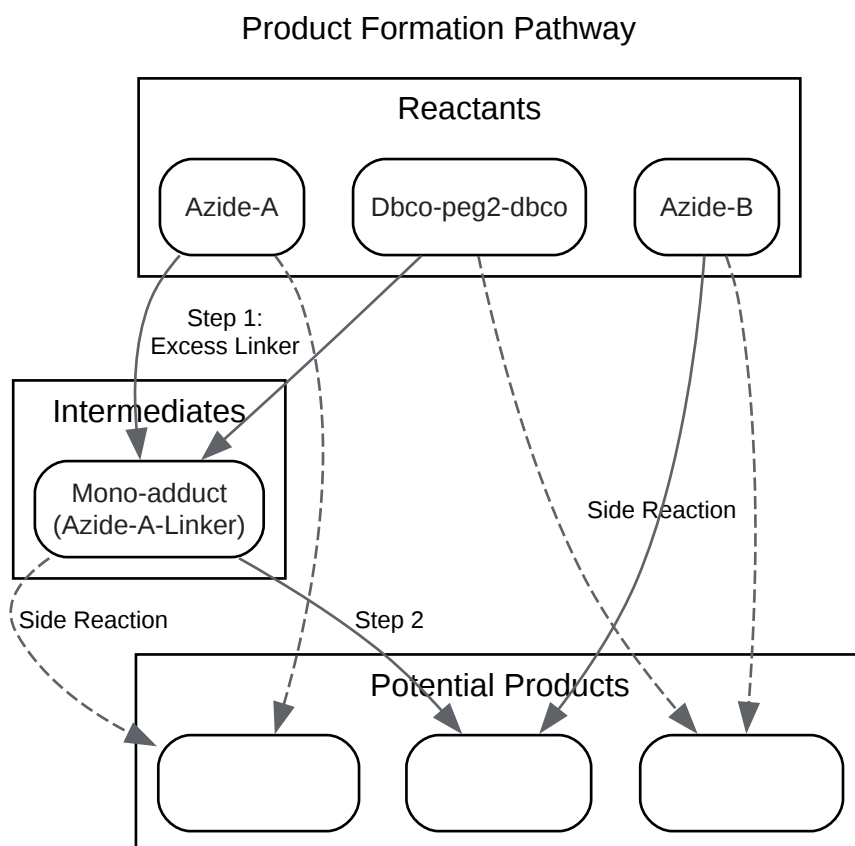 Product Formation Pathway
Reactants
Azide-A
Dbco-peg2-dbco
Azide-B
Step 1:
Excess Linker
Intermediates
Mono-adduct
(Azide-A-Linker)
Side Reaction
Side Reaction
Step 2
Potential Products